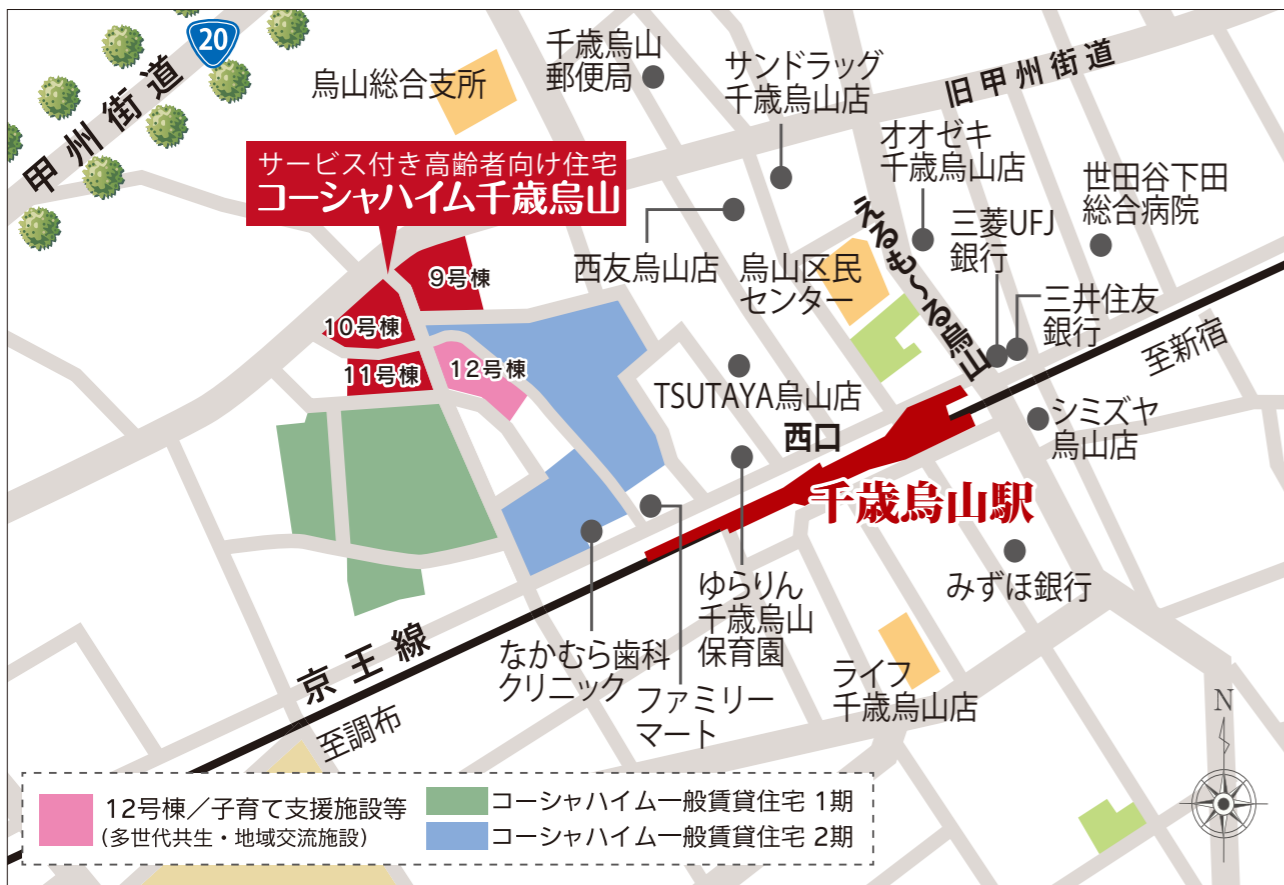 20
甲州街道
烏山総合支所
千歳烏山
郵便局
サンドラッグ
千歳烏山店
旧甲州街道
オオゼキ
千歳烏山店
世田谷下田
総合病院
サービス付き高齢者向け住宅
コーシャハイム千歳烏山
えるも～る烏山
三菱UFJ
銀行
西友烏山店
烏山区民
センター
三井住友
銀行
至新宿
9号棟
10号棟
11号棟
12号棟
TSUTAYA烏山店
西口
シミズヤ
烏山店
千歳烏山駅
みずほ銀行
ゆらりん
千歳烏山
保育園
なかむら歯科
クリニック
ファミリー
マート
ライフ
千歳烏山店
京王線
至調布
N
12号棟／子育て支援施設等
(多世代共生・地域交流施設)
コーシャハイム一般賃貸住宅 1期
コーシャハイム一般賃貸住宅 2期